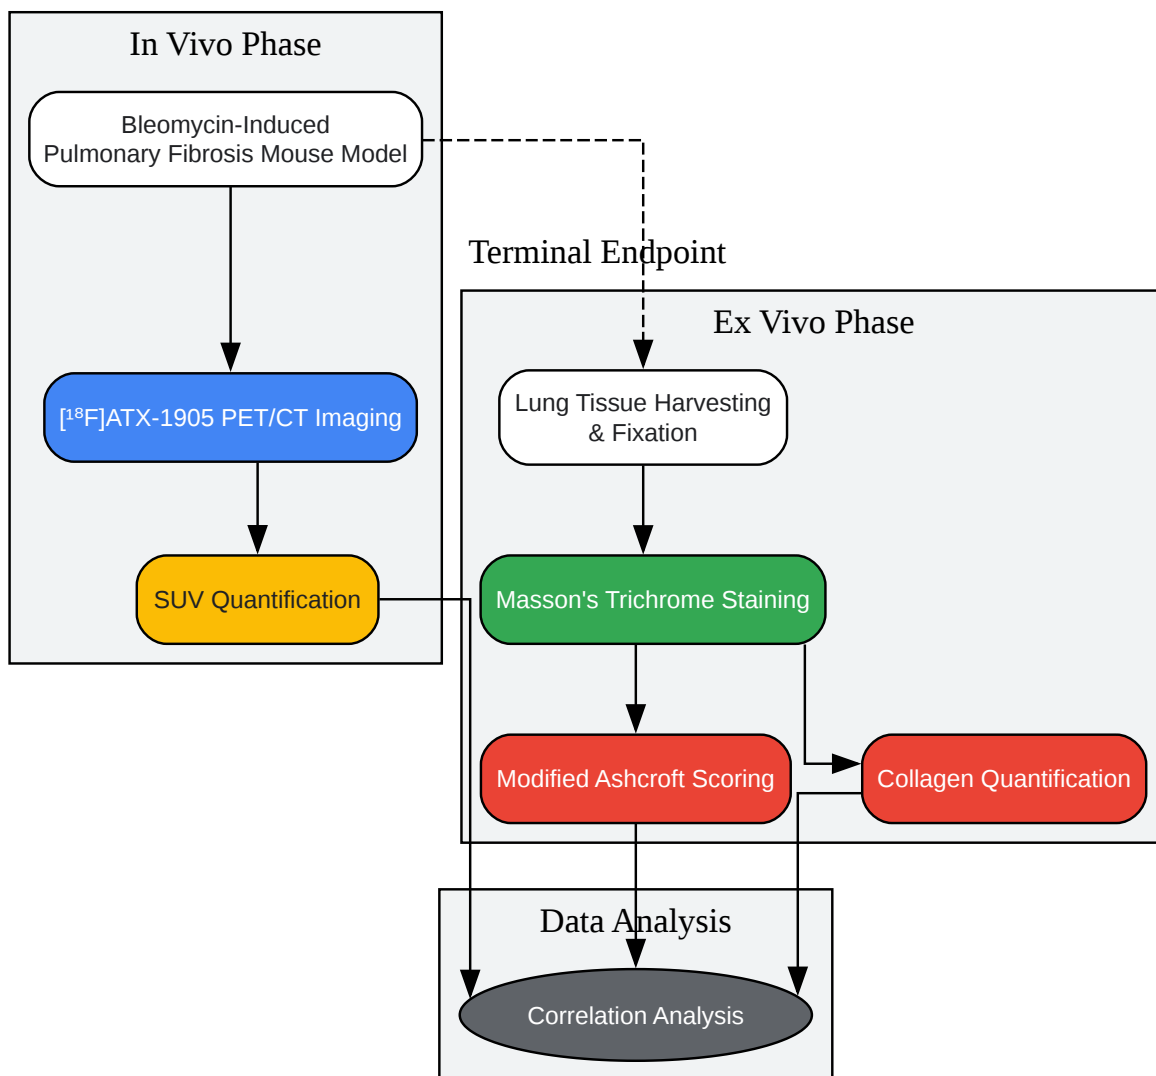 In Vivo Phase
Bleomycin-Induced
Pulmonary Fibrosis Mouse Model
Terminal Endpoint
Ex Vivo Phase
[¹⁸F]ATX-1905 PET/CT Imaging
Lung Tissue Harvesting
& Fixation
SUV Quantification
Masson's Trichrome Staining
Modified Ashcroft Scoring
Collagen Quantification
Data Analysis
Correlation Analysis